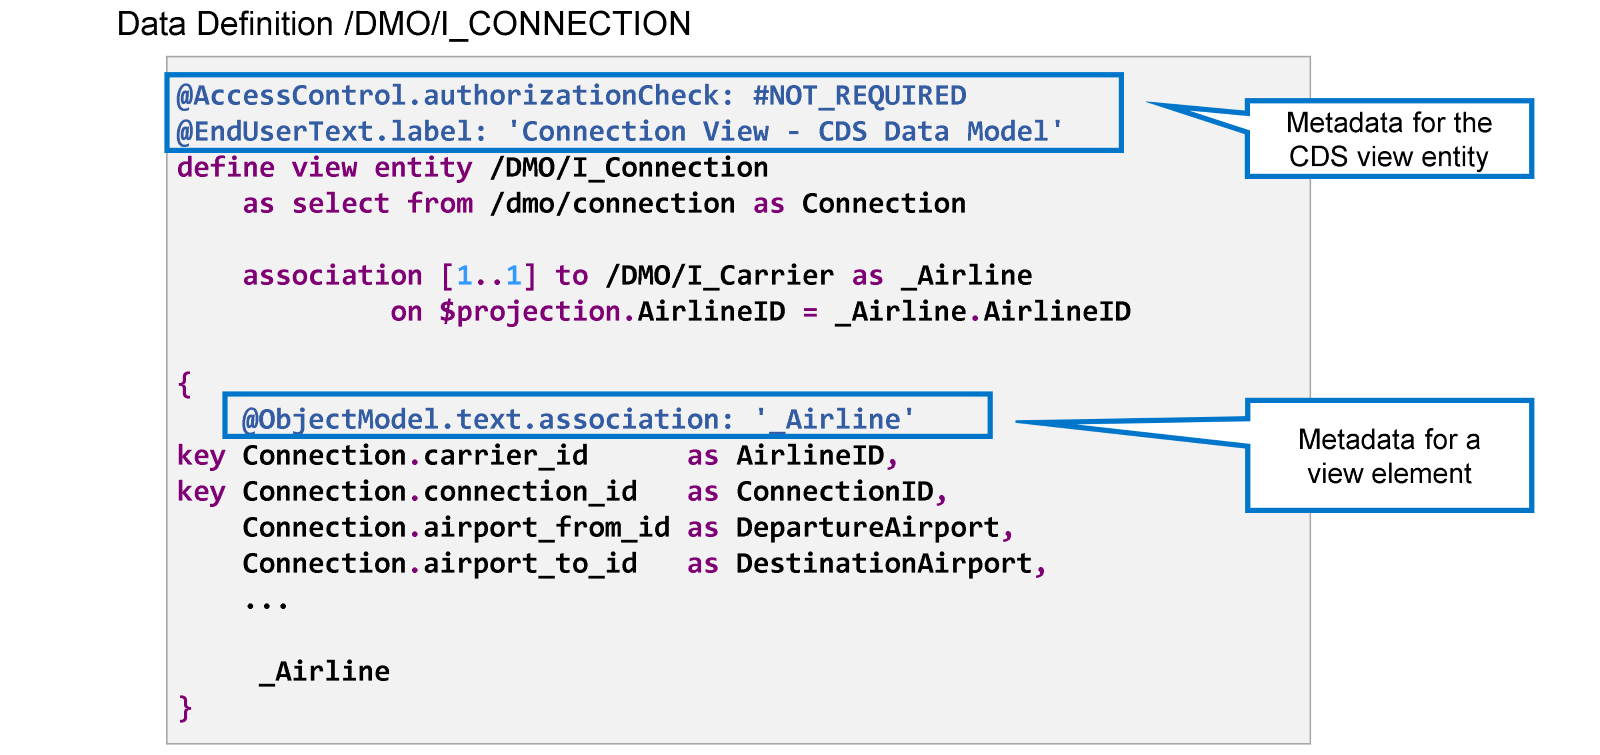 Data Definition /DMO/I_CONNECTION
@AccessControl.authorizationCheck: #NOT_REQUIRED
@EndUserText.label: 'Connection View - CDS Data Model'
define view entity /DMO/I_Connection
as select from /dmo/connection as Connection
association [1..1] to /DMO/I_Carrier as _Airline
on $projection.AirlineID = _Airline.AirlineID
{
@ObjectModel.text.association: '_Airline'
key Connection.carrier_id as AirlineID,
key Connection.connection_id as ConnectionID,
Connection.airport_from_id as DepartureAirport,
Connection.airport_to_id as DestinationAirport,
...
_Airline
}
Metadata for the
CDS view entity
Metadata for a
view element